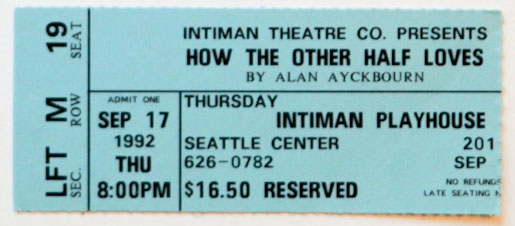 19
SEAT
M
ROW
LFT
SEC.
INTIMAN THEATRE CO. PRESENTS
HOW THE OTHER HALF LOVES
BY ALAN AYCKBOURN
ADMIT ONE
SEP 17
1992
THU
8:00PM
THURSDAY
INTIMAN PLAYHOUSE
SEATTLE CENTER 201
626-0782 SEP
$16.50 RESERVED
NO REFUNDS
LATE SEATING